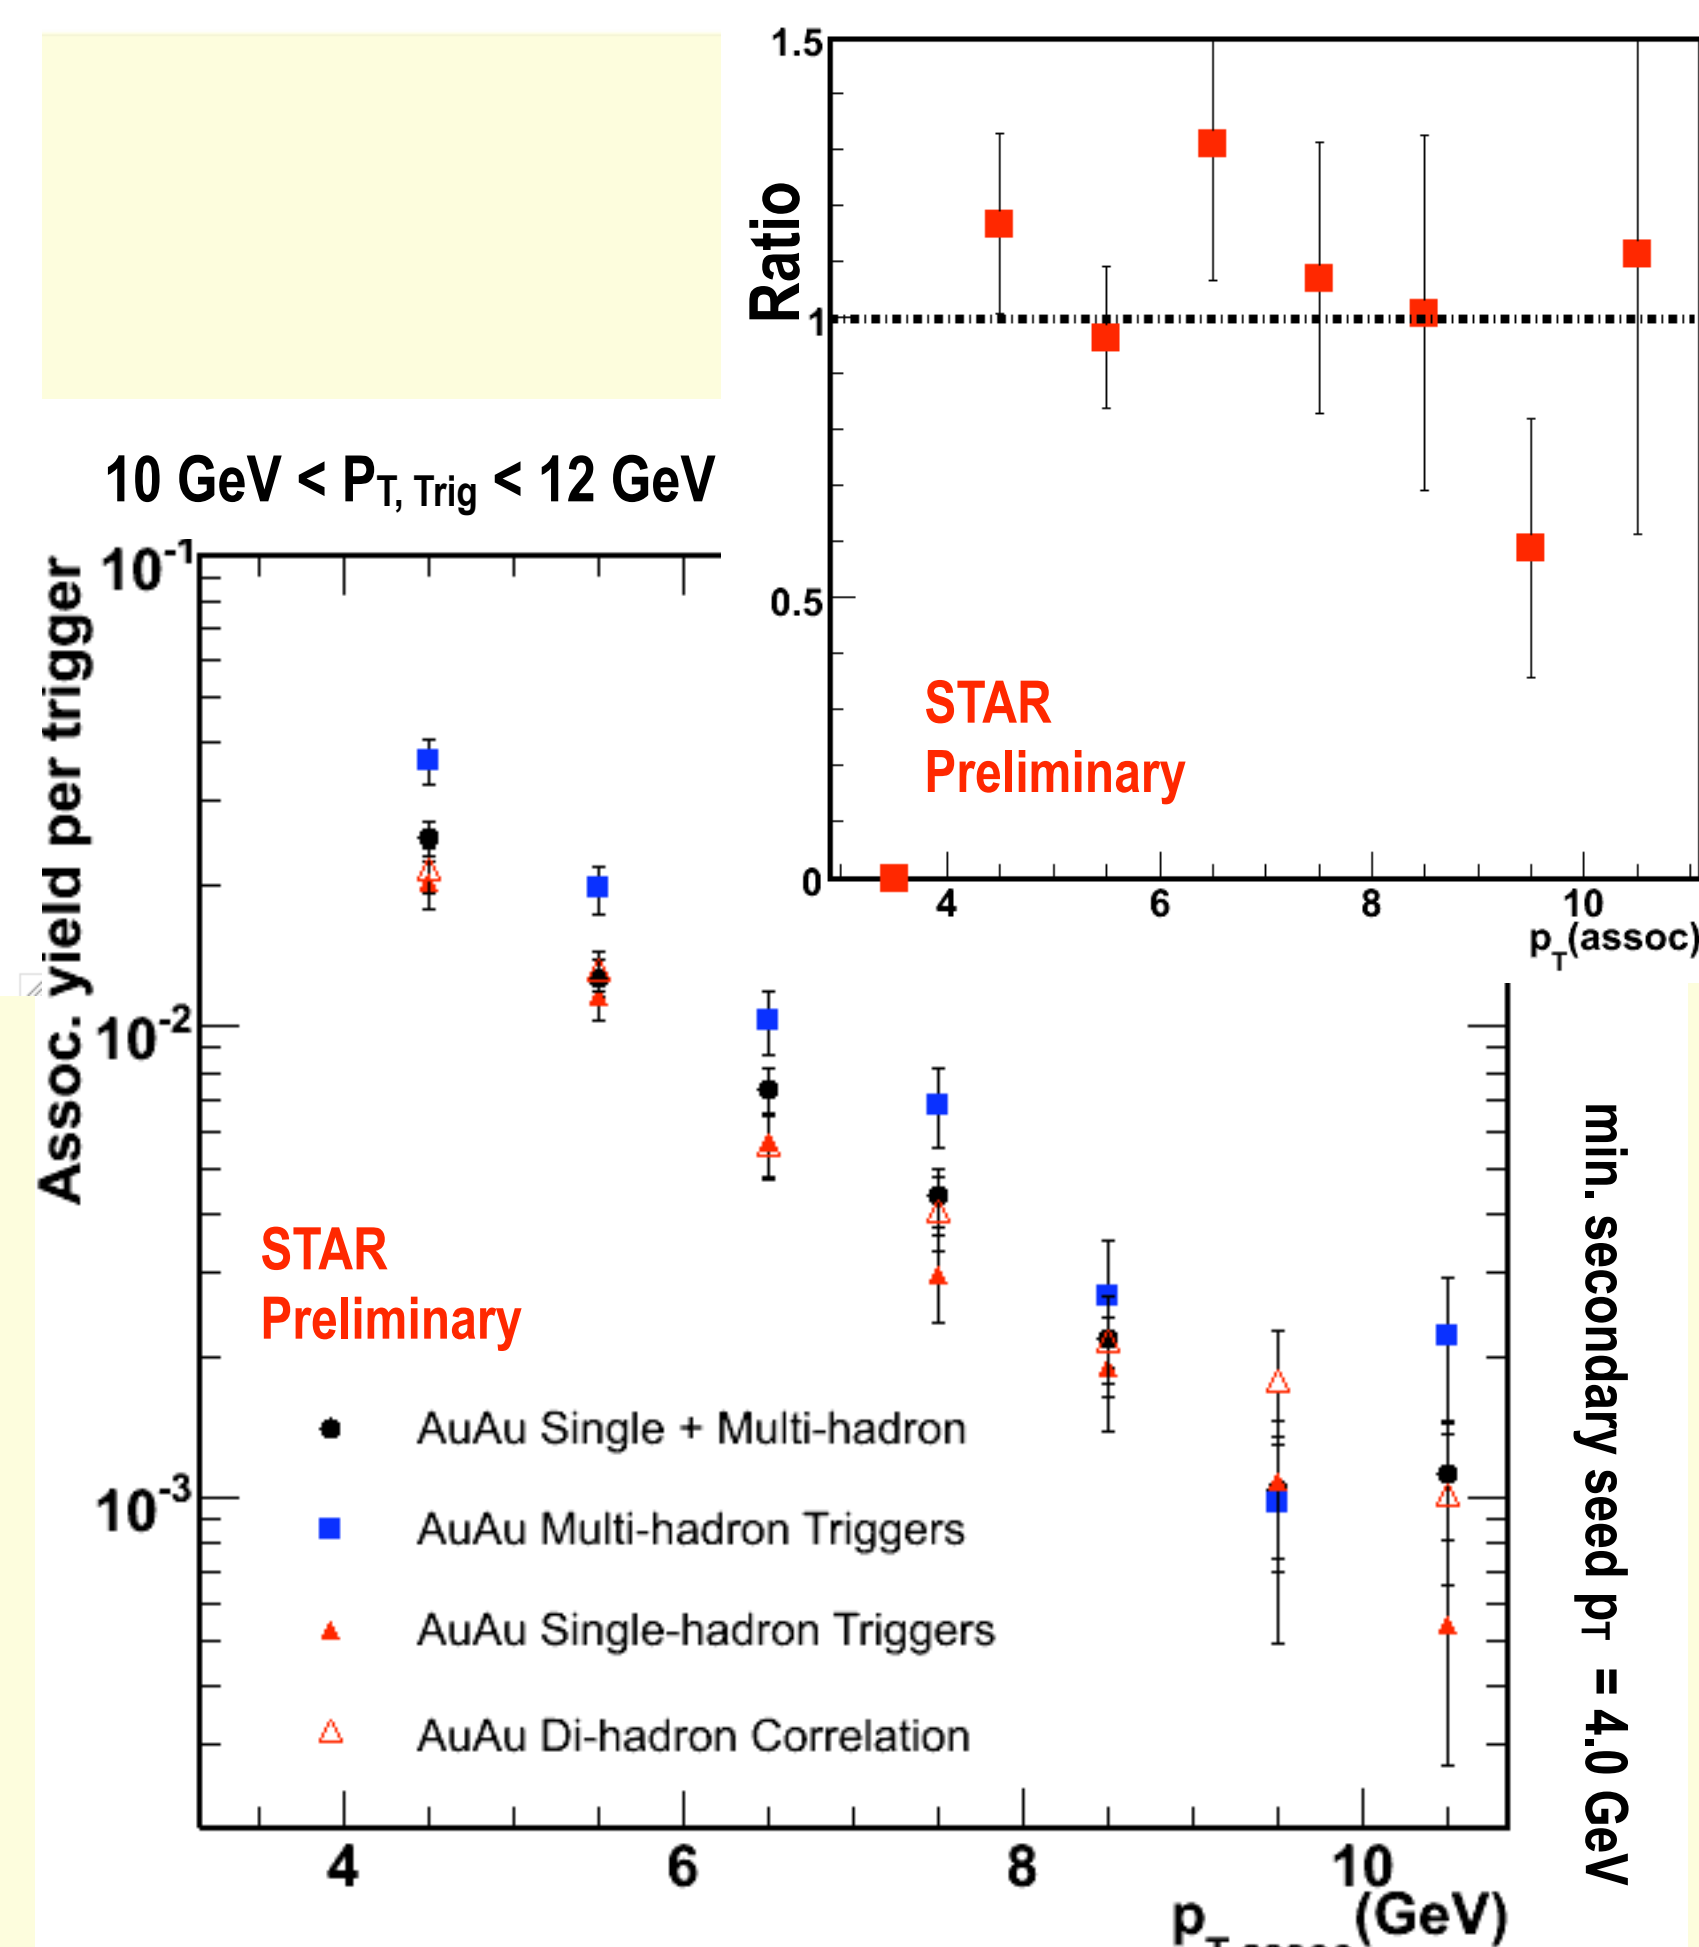 1.5
Ratio
1
0.5
0
STAR
Preliminary
4 6 8 10
pT(assoc)
10 GeV < PT, Trig < 12 GeV
Assoc. yield per trigger
10-1
10-2
10-3
STAR
Preliminary
AuAu Single + Multi-hadron
AuAu Multi-hadron Triggers
AuAu Single-hadron Triggers
AuAu Di-hadron Correlation
4 6 8 10
p (GeV)
min. secondary seed pT = 4.0 GeV